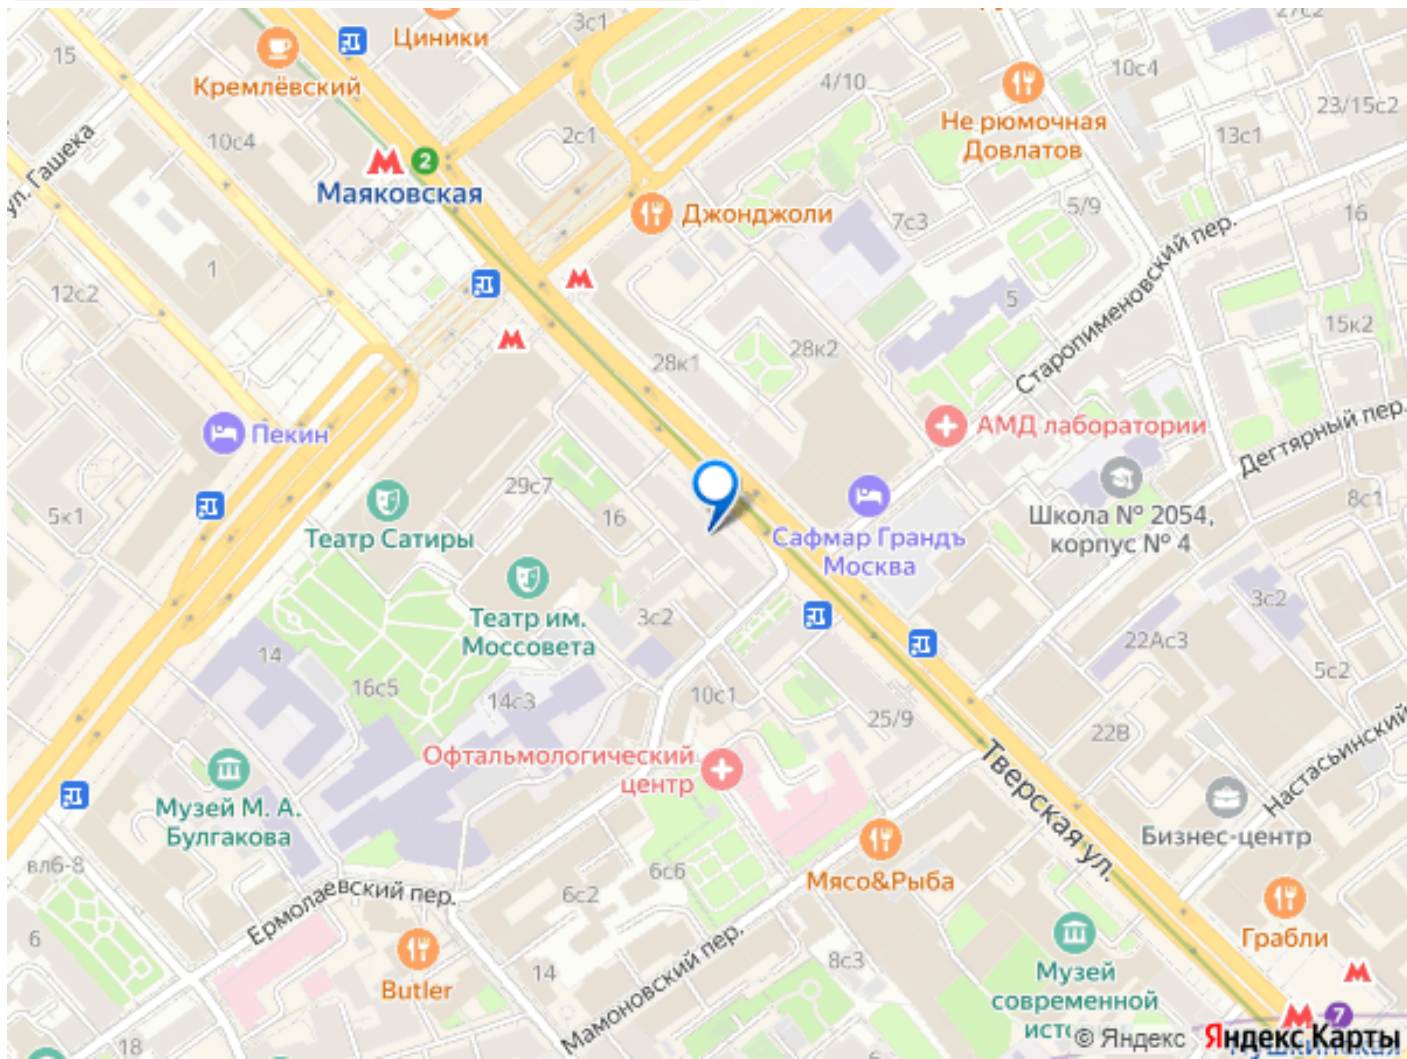 Циники
3с1
27с2
15
Кремлёвский
4/10
10с4
23/15с2
Не рюмочная
Довлатов
13с1
10с4
2с1
ул. Гашека
2
Маяковская
Джонджоли
7с3
5/9
16
Старопименовский пер.
1
12с2
5
15к2
28к1
28к2
АМД лаборатории
Дегтярный пер.
Пекин
29с7
16
5к1
Театр Сатиры
Сафмар Грандъ
Москва
Школа № 2054,
корпус № 4
8с1
Театр им.
Моссовета
3с2
3с2
14
16с5
14с3
10с1
25/9
22Ас3
5с2
22В
Офтальмологический
центр
Тверская ул.
Настасьинский
Музей М. А.
Булгакова
Бизнес-центр
вл6-8
6с6
6с2
Мясо&Рыба
Ермолаевский пер.
6
Грабли
Butler
14
Мамоновский пер.
8с3
Музей
современной
18
7
© Яндекс
Яндекс Карты